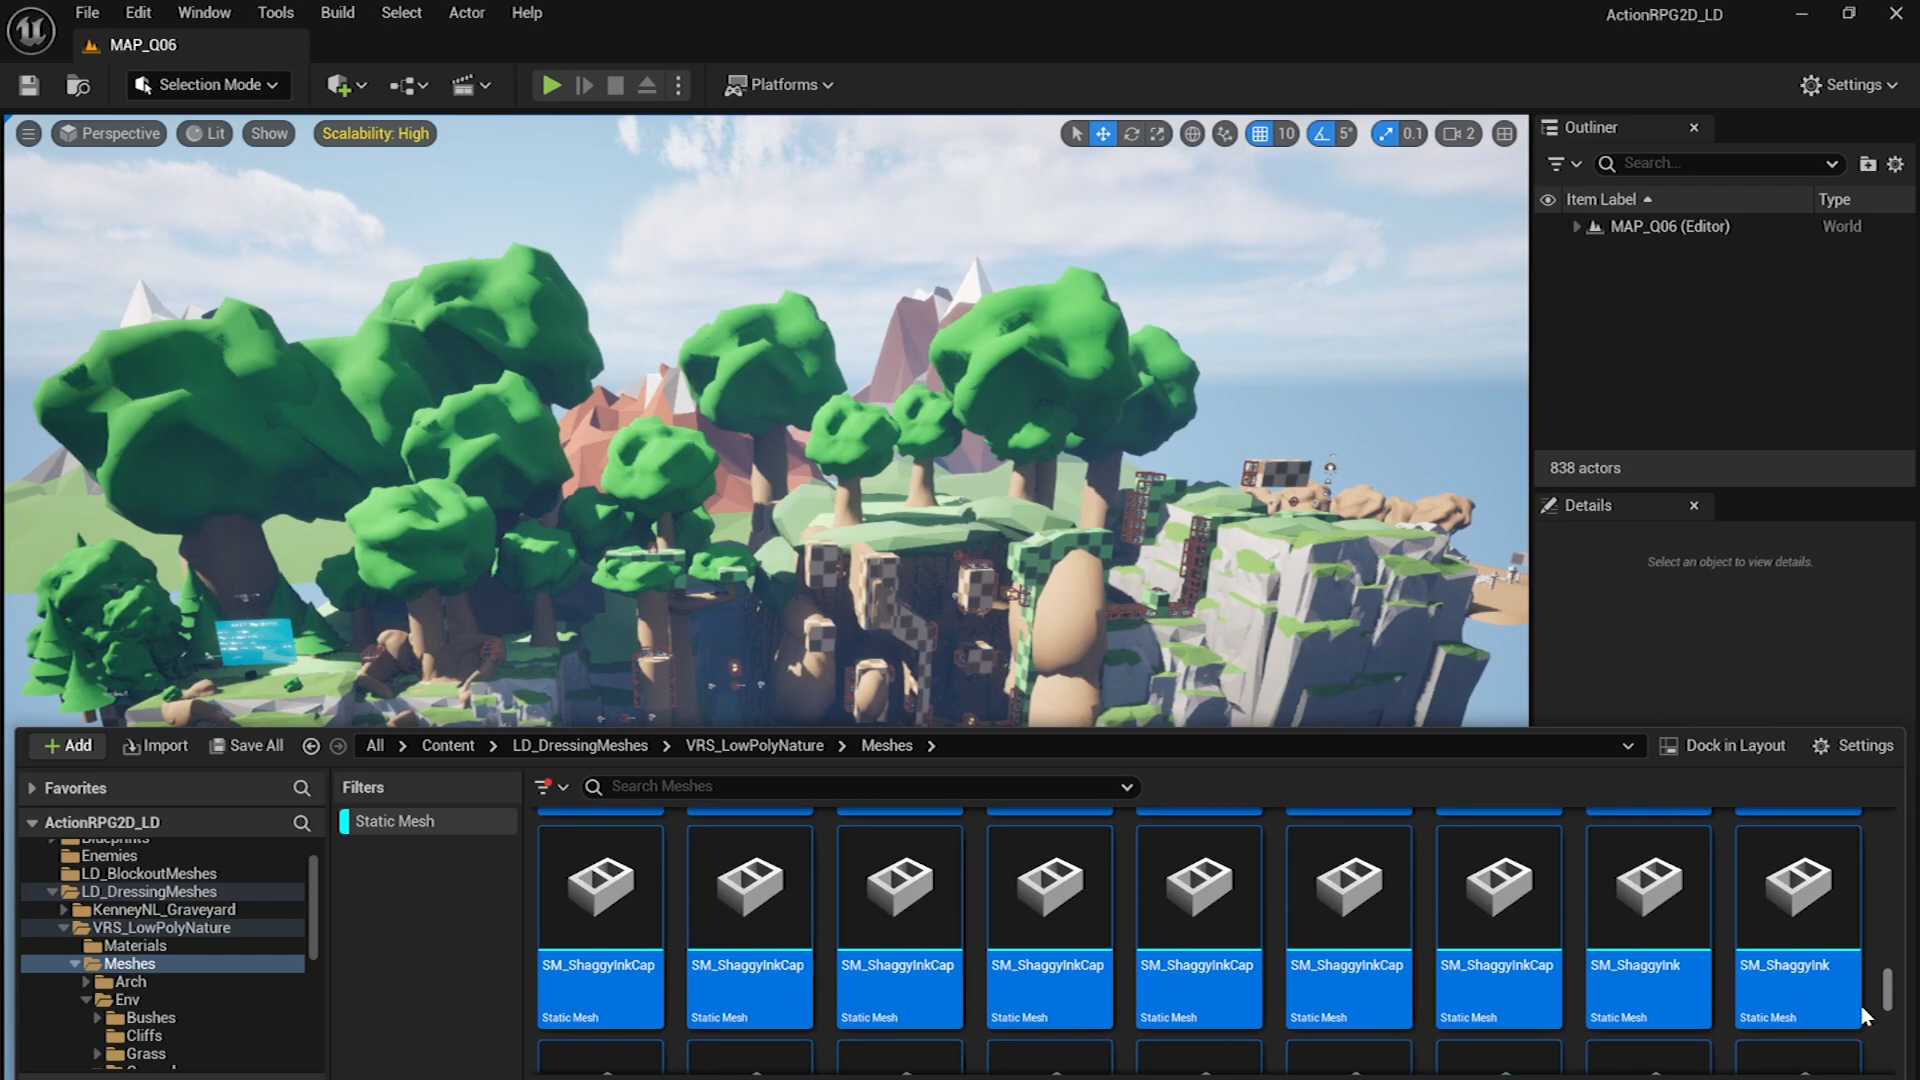 File Edit Window Tools Build Select Actor Help
ActionRPG2D_LD
MAP_Q06
Selection Mode
Platforms
Settings
Perspective Lit Show Scalability: High
10 5° 0.1 2
Outliner
Search...
Item Label Type
MAP_Q06 (Editor) World
838 actors
Details
Select an object to view details.
Add Import Save All All Content LD_DressingMeshes VRS_LowPolyNature Meshes Dock in Layout Settings
Favorites
Filters
Search Meshes
ActionRPG2D_LD
Static Mesh
Blueprints
Enemies
LD_BlockoutMeshes
LD_DressingMeshes
KenneyNL_Graveyard
VRS_LowPolyNature
Materials
Meshes
Arch
Env
Bushes
Cliffs
Grass
SM_ShaggyInkCap SM_ShaggyInkCap SM_ShaggyInkCap SM_ShaggyInkCap SM_ShaggyInkCap SM_ShaggyInkCap SM_ShaggyInkCap SM_ShaggyInk SM_ShaggyInk
Static Mesh Static Mesh Static Mesh Static Mesh Static Mesh Static Mesh Static Mesh Static Mesh Static Mesh